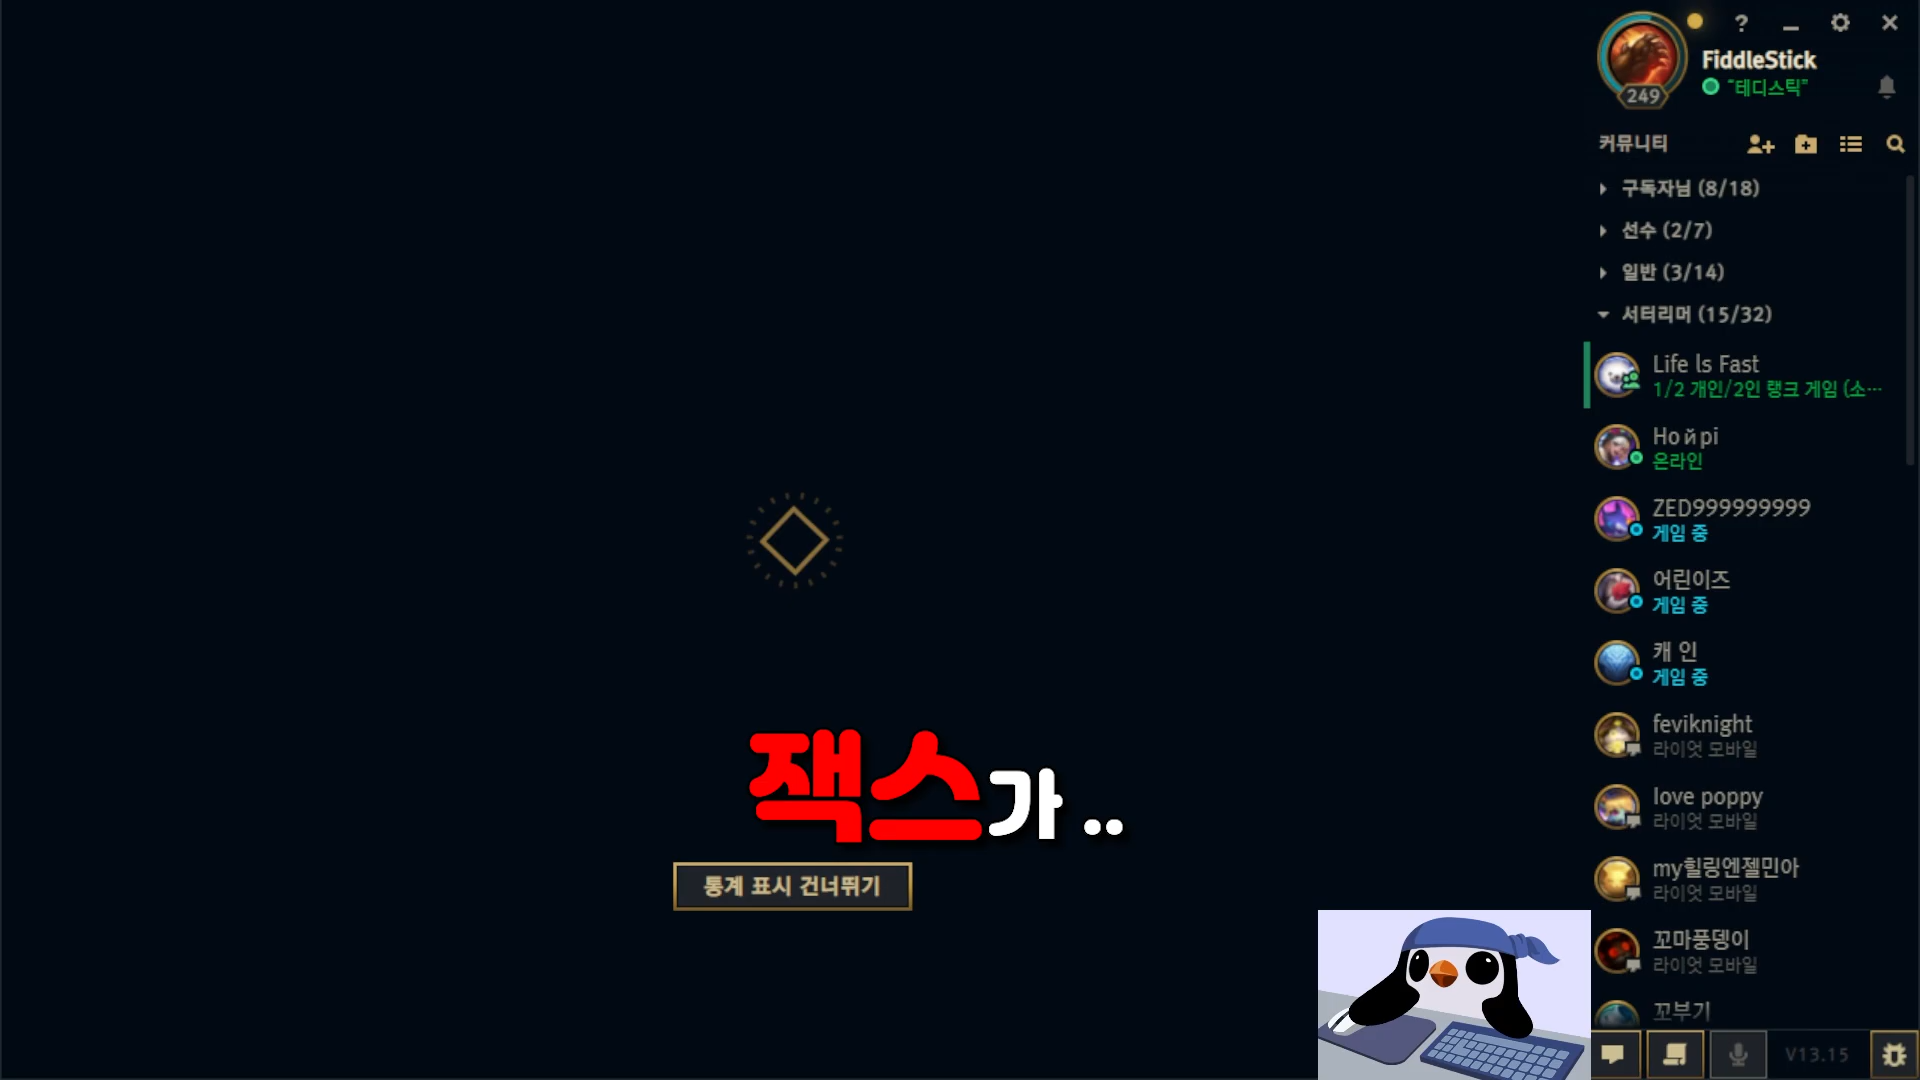 FiddleStick
249
"테디스틱"
커뮤니티
구독자님 (8/18)
선수 (2/7)
일반 (3/14)
서터리머 (15/32)
Life ls Fast
1/2 개인/2인 랭크 게임 (소…
Ho й pi
온라인
ZED999999999
게임 중
어린이즈
게임 중
캐 인
게임 중
feviknight
라이엇 모바일
love poppy
라이엇 모바일
my힐링엔젤민아
라이엇 모바일
꼬마풍뎅이
라이엇 모바일
꼬부기
잭스가 ..
통계 표시 건너뛰기
V13.15